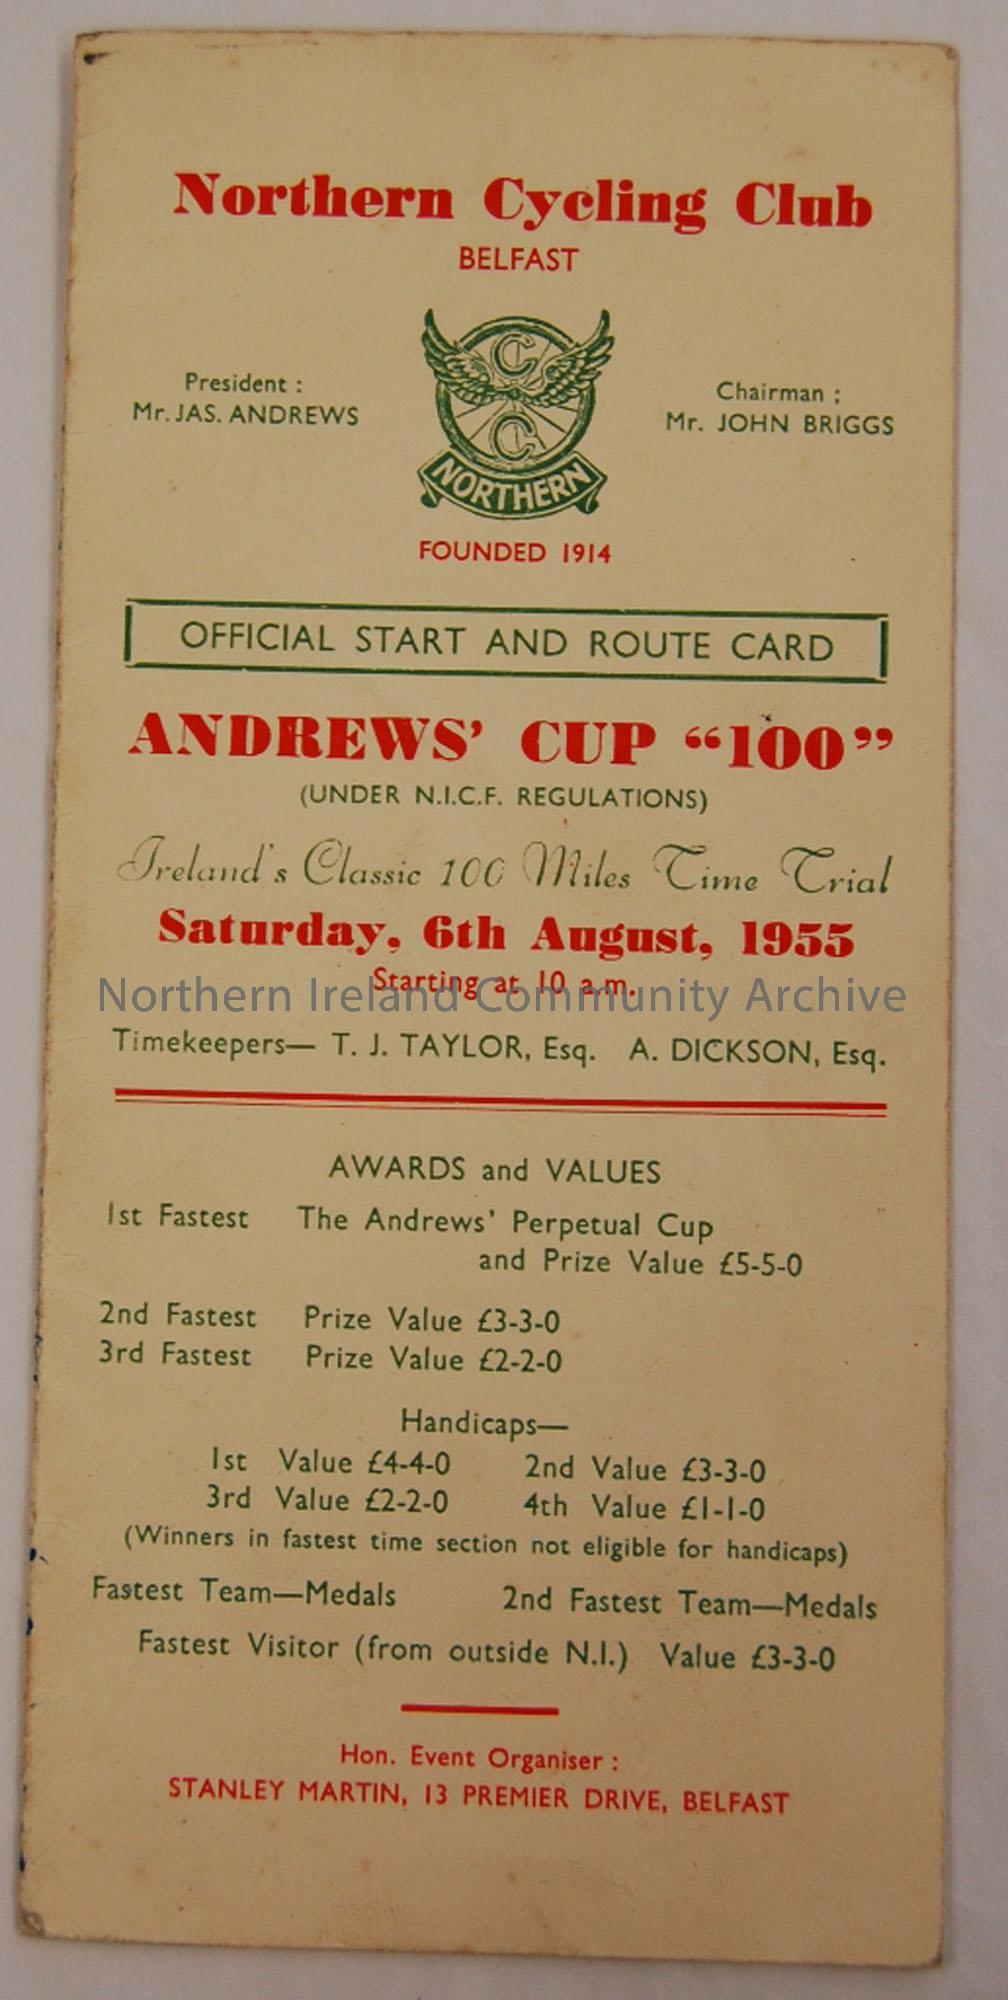 Northern Cycling Club
BELFAST
President :
Mr. JAS. ANDREWS
C
C
NORTHERN
Chairman :
Mr. JOHN BRIGGS
FOUNDED 1914
OFFICIAL START AND ROUTE CARD
ANDREWS' CUP "100"
(UNDER N.I.C.F. REGULATIONS)
Ireland's Classic 100 Miles Time Trial
Saturday, 6th August, 1955
Starting at 10 a.m.
Northern Ireland Community Archive
Timekeepers— T. J. TAYLOR, Esq. A. DICKSON, Esq.
AWARDS and VALUES
1st Fastest The Andrews' Perpetual Cup
and Prize Value £5-5-0
2nd Fastest Prize Value £3-3-0
3rd Fastest Prize Value £2-2-0
Handicaps—
1st Value £4-4-0 2nd Value £3-3-0
3rd Value £2-2-0 4th Value £1-1-0
(Winners in fastest time section not eligible for handicaps)
Fastest Team—Medals 2nd Fastest Team—Medals
Fastest Visitor (from outside N.I.) Value £3-3-0
Hon. Event Organiser :
STANLEY MARTIN, 13 PREMIER DRIVE, BELFAST